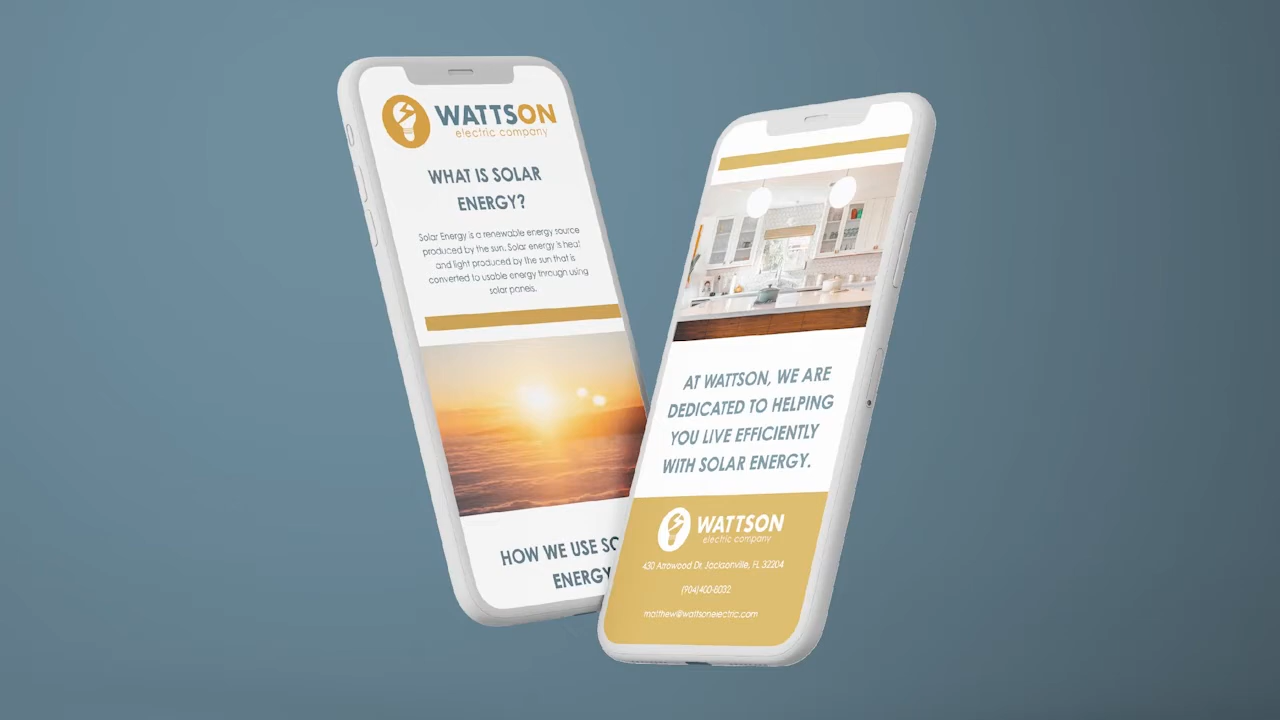 WATTSON
electric company
WHAT IS SOLAR
ENERGY?
Solar Energy is a renewable energy source
produced by the sun. Solar energy is heat
and light produced by the sun that is
converted to usable energy through using
solar panels.
HOW WE USE SO
ENERGY
AT WATTSON, WE ARE
DEDICATED TO HELPING
YOU LIVE EFFICIENTLY
WITH SOLAR ENERGY.
WATTSON
electric company
430 Arrowood Dr, Jacksonville, FL 32204
(904)400-8032
matthew@wattsonelectric.com